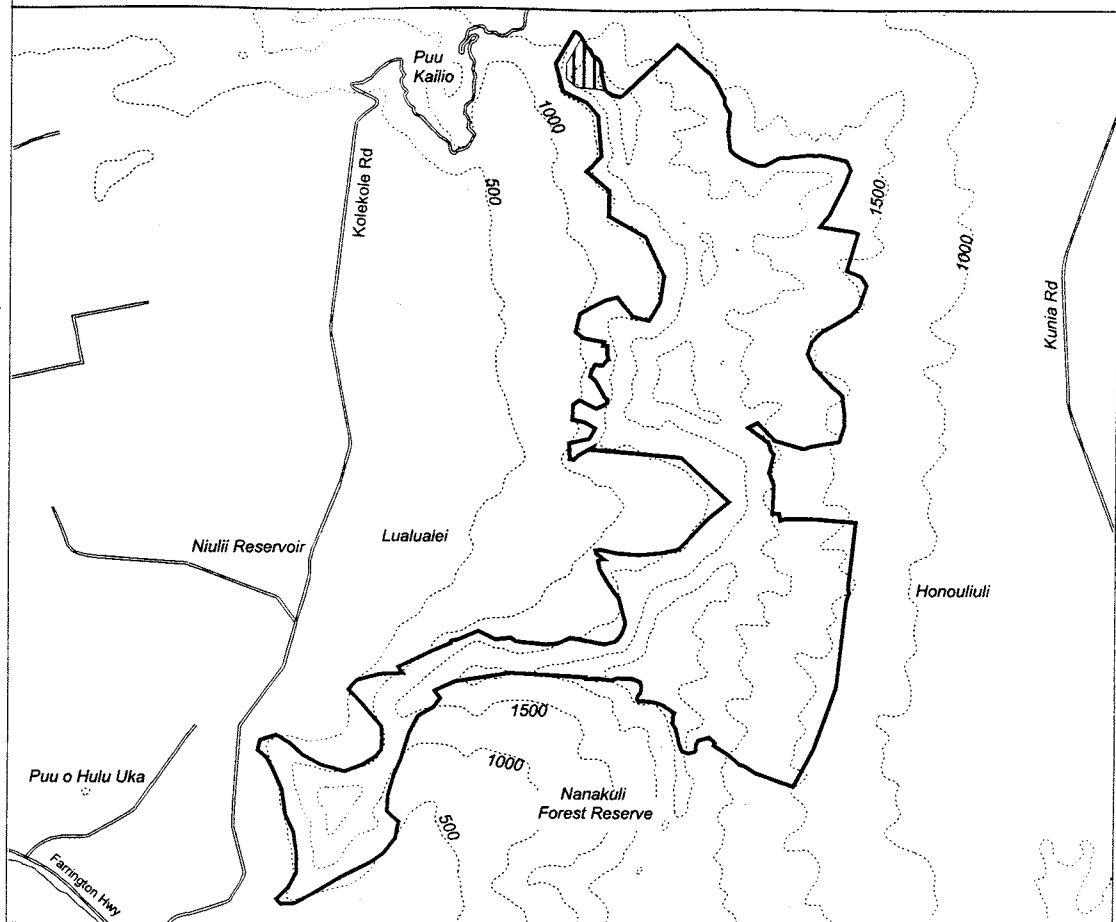 Puu
Kailio
1000
Kolekole Rd
500
1500
1000
Kunia Rd
Niulii Reservoir
Lualualei
Honouliuli
1500
1000
Puu o Hulu Uka
Nanakuli
Forest Reserve
500
Farrington Hwy